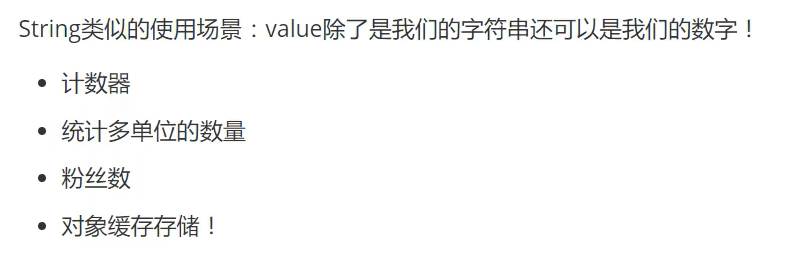 String类似的使用场景：value除了是我们的字符串还可以是我们的数字！
计数器
统计多单位的数量
粉丝数
对象缓存存储！